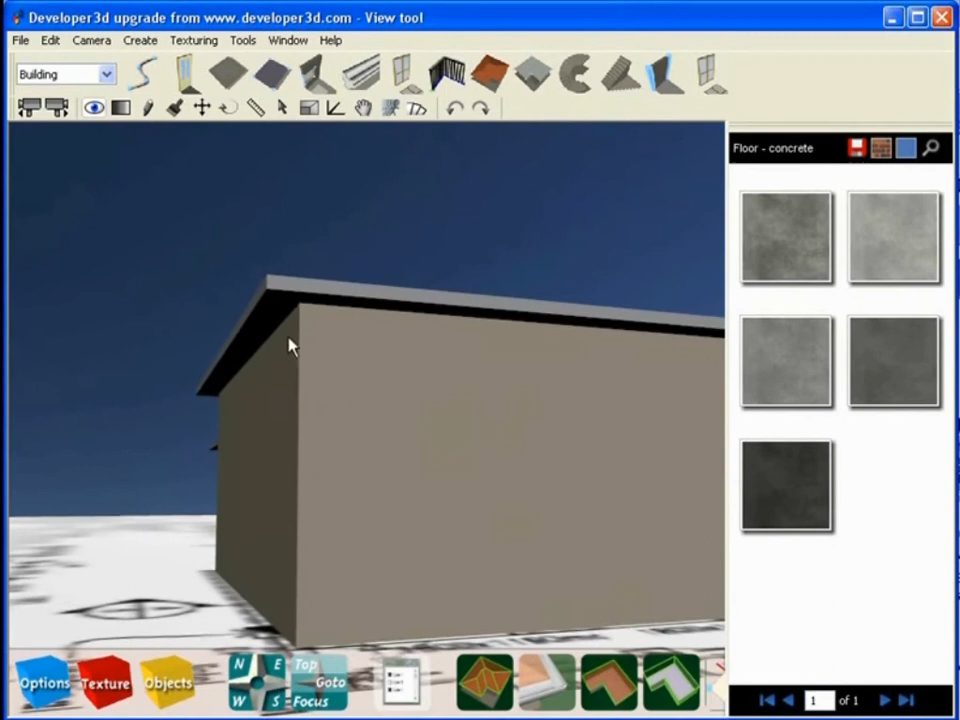 Developer3d upgrade from www.developer3d.com - View tool
File Edit Camera Create Texturing Tools Window Help
Building
Floor - concrete
Options Texture Objects
N E
W S
Top
Goto
Focus
1 of 1